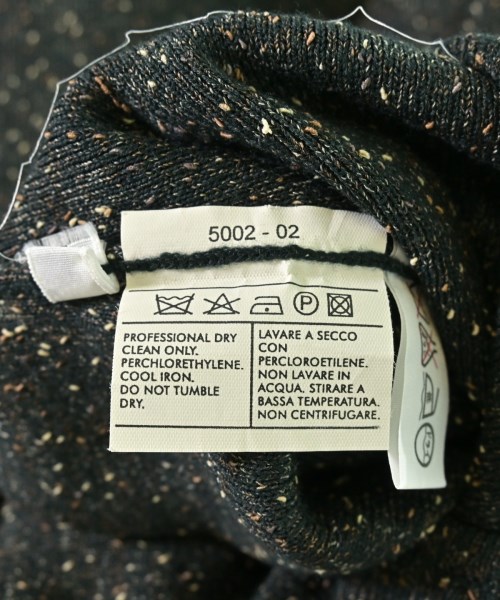 5002 - 02
P
PROFESSIONAL DRY
CLEAN ONLY.
PERCHLORETHYLENE.
COOL IRON.
DO NOT TUMBLE
DRY.
LAVARE A SECCO
CON
PERCLOROETILENE.
NON LAVARE IN
ACQUA. STIRARE A
BASSA TEMPERATURA.
NON CENTRIFUGARE.